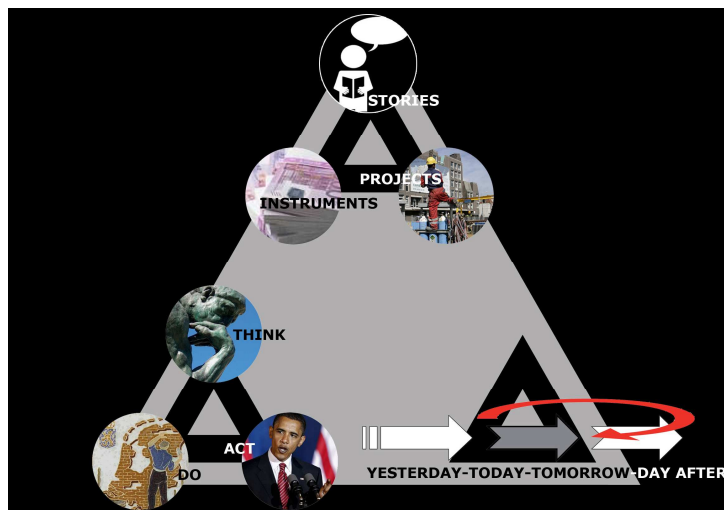 STORIES
PROJECTS
INSTRUMENTS
THINK
ACT
DO
YESTERDAY-TODAY-TOMORROW-DAY AFTER